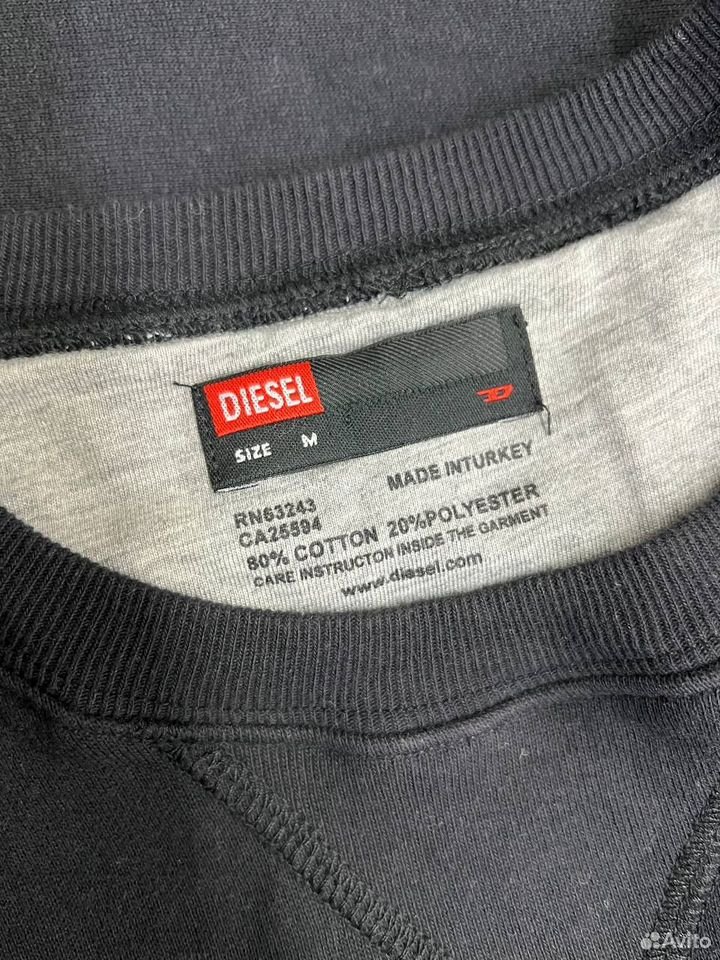 DIESEL
SIZE M
MADE INTURKEY
RN63243
CA25594
80% COTTON 20%POLYESTER
CARE INSTRUCTON INSIDE THE GARMENT
www.diesel.com
Avito